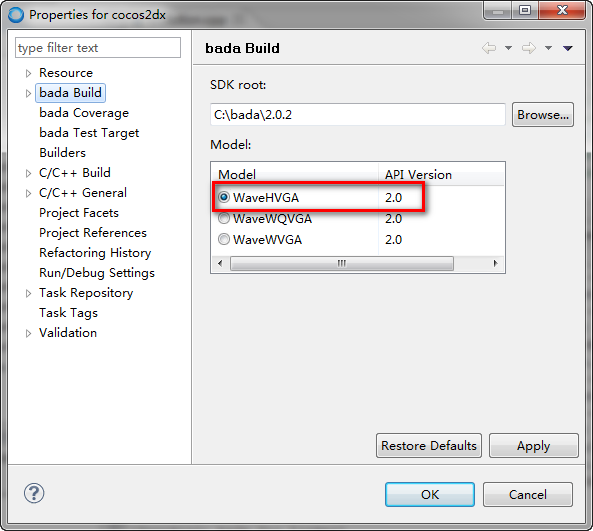 Properties for cocos2dx
type filter text
Resource
bada Build
bada Coverage
bada Test Target
Builders
C/C++ Build
C/C++ General
Project Facets
Project References
Refactoring History
Run/Debug Settings
Task Repository
Task Tags
Validation
bada Build
SDK root:
C:\bada\2.0.2
Browse...
Model:
Model API Version
WaveHVGA 2.0
WaveWQVGA 2.0
WaveWVGA 2.0
Restore Defaults
Apply
?
OK
Cancel